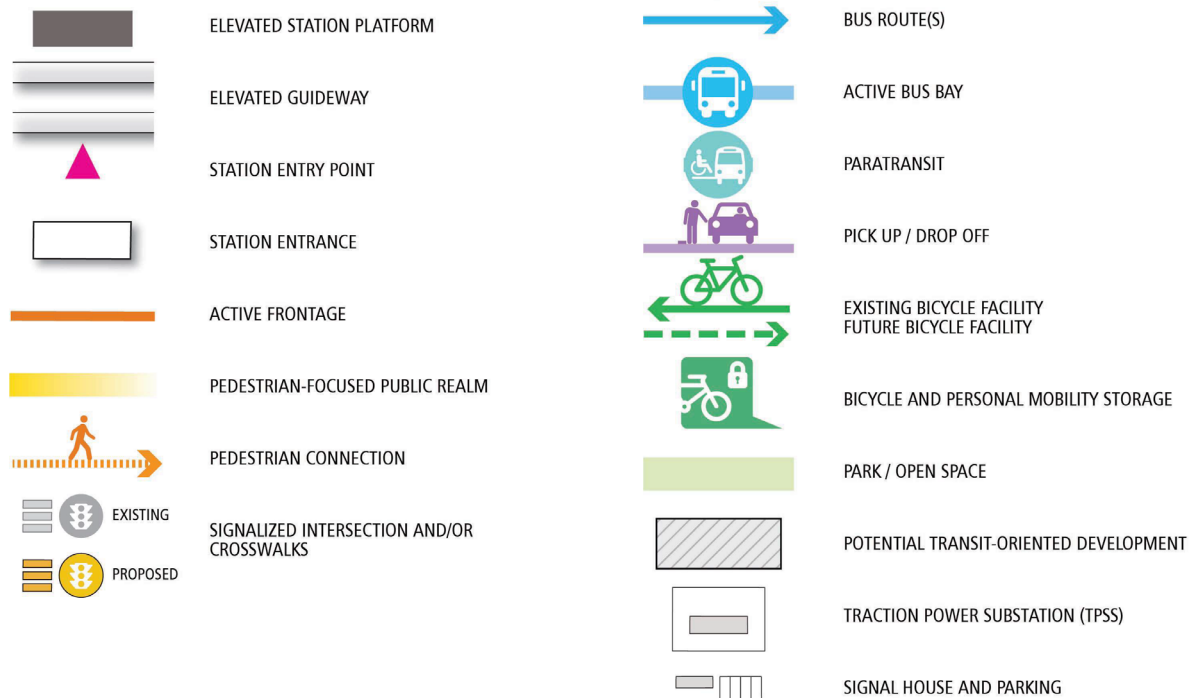 ELEVATED STATION PLATFORM
ELEVATED GUIDEWAY
STATION ENTRY POINT
STATION ENTRANCE
ACTIVE FRONTAGE
PEDESTRIAN-FOCUSED PUBLIC REALM
PEDESTRIAN CONNECTION
EXISTING
PROPOSED
SIGNALIZED INTERSECTION AND/OR
CROSSWALKS
BUS ROUTE(S)
ACTIVE BUS BAY
PARATRANSIT
PICK UP / DROP OFF
EXISTING BICYCLE FACILITY
FUTURE BICYCLE FACILITY
BICYCLE AND PERSONAL MOBILITY STORAGE
PARK / OPEN SPACE
POTENTIAL TRANSIT-ORIENTED DEVELOPMENT
TRACTION POWER SUBSTATION (TPSS)
SIGNAL HOUSE AND PARKING